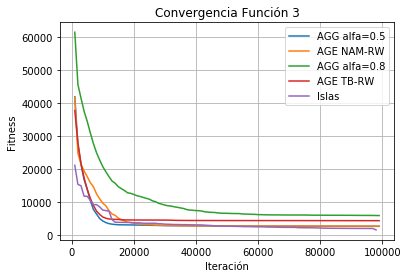 Convergencia Función 3
AGG alfa=0.5
AGE NAM-RW
AGG alfa=0.8
AGE TB-RW
Islas
Fitness
60000
50000
40000
30000
20000
10000
0
0 20000 40000 60000 80000 100000
Iteración